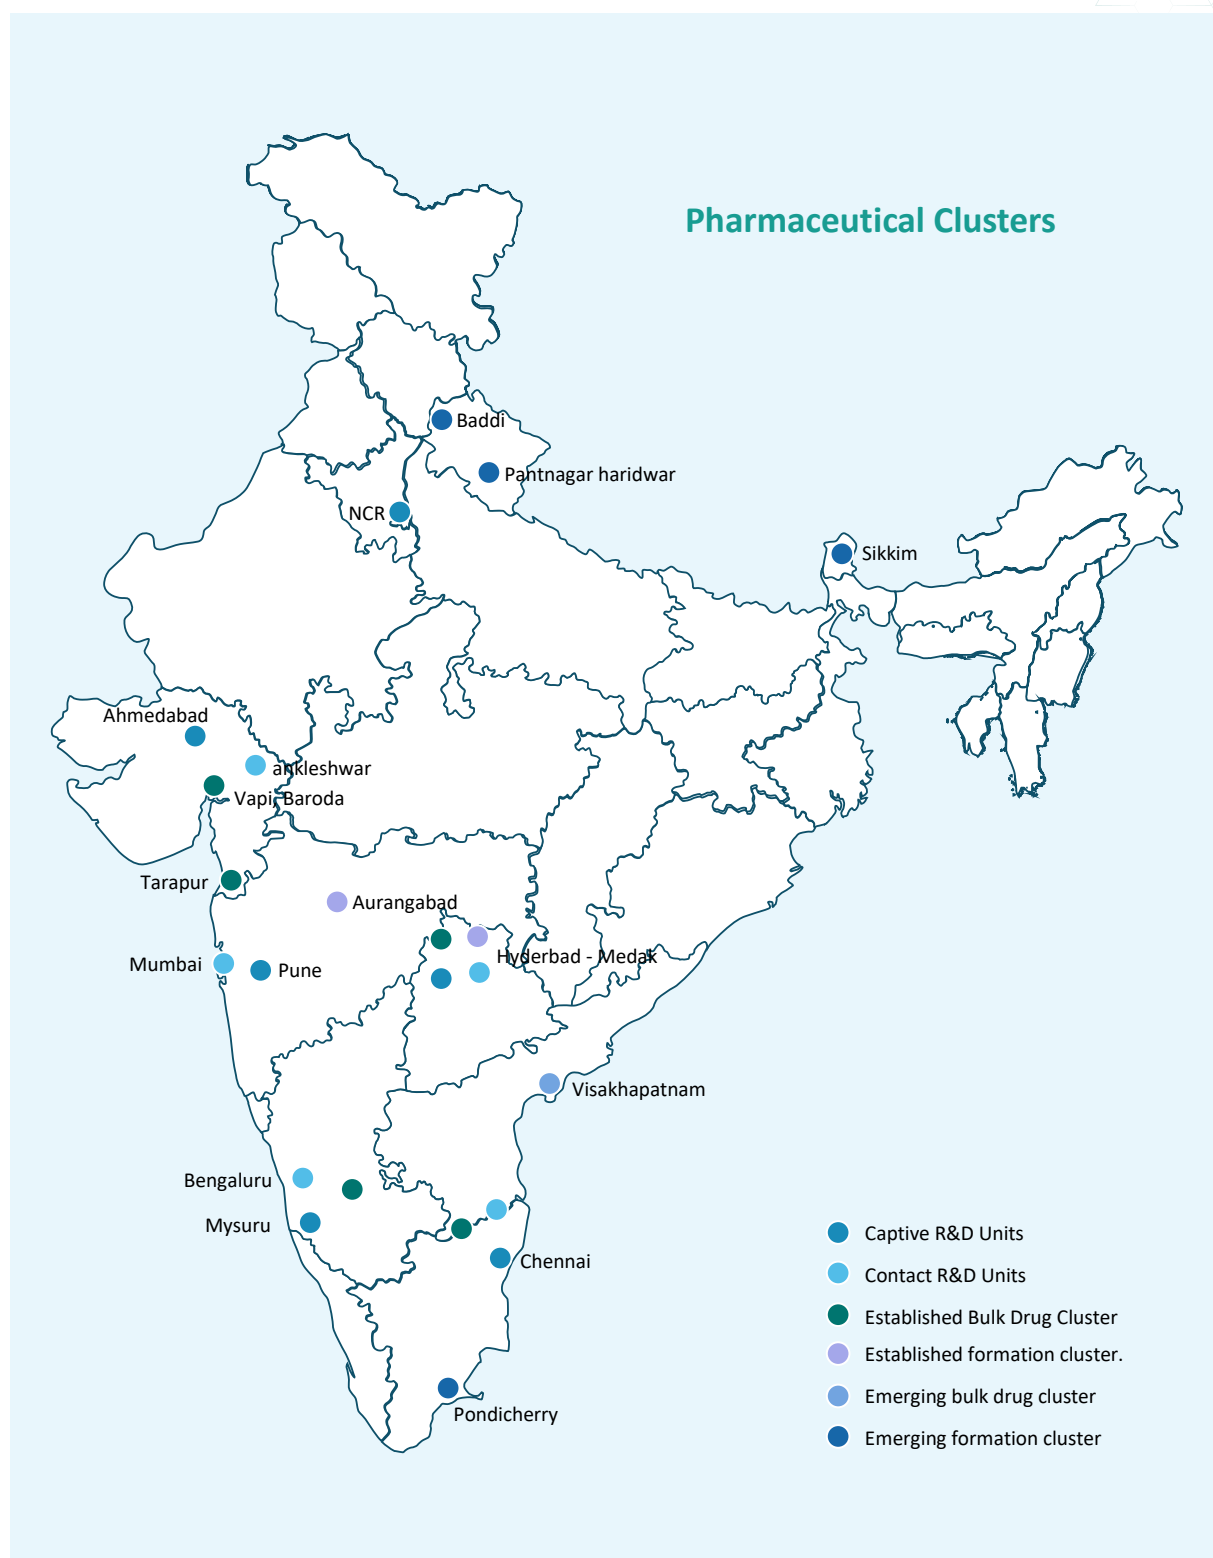 Pharmaceutical Clusters
Baddi
Pantnagar haridwar
NCR
Sikkim
Ahmedabad
ankleshwar
Vapi, Baroda
Tarapur
Aurangabad
Hyderbad - Medak
Mumbai
Pune
Visakhapatnam
Bengaluru
Mysuru
Chennai
Pondicherry
Captive R&D Units
Contact R&D Units
Established Bulk Drug Cluster
Established formation cluster.
Emerging bulk drug cluster
Emerging formation cluster